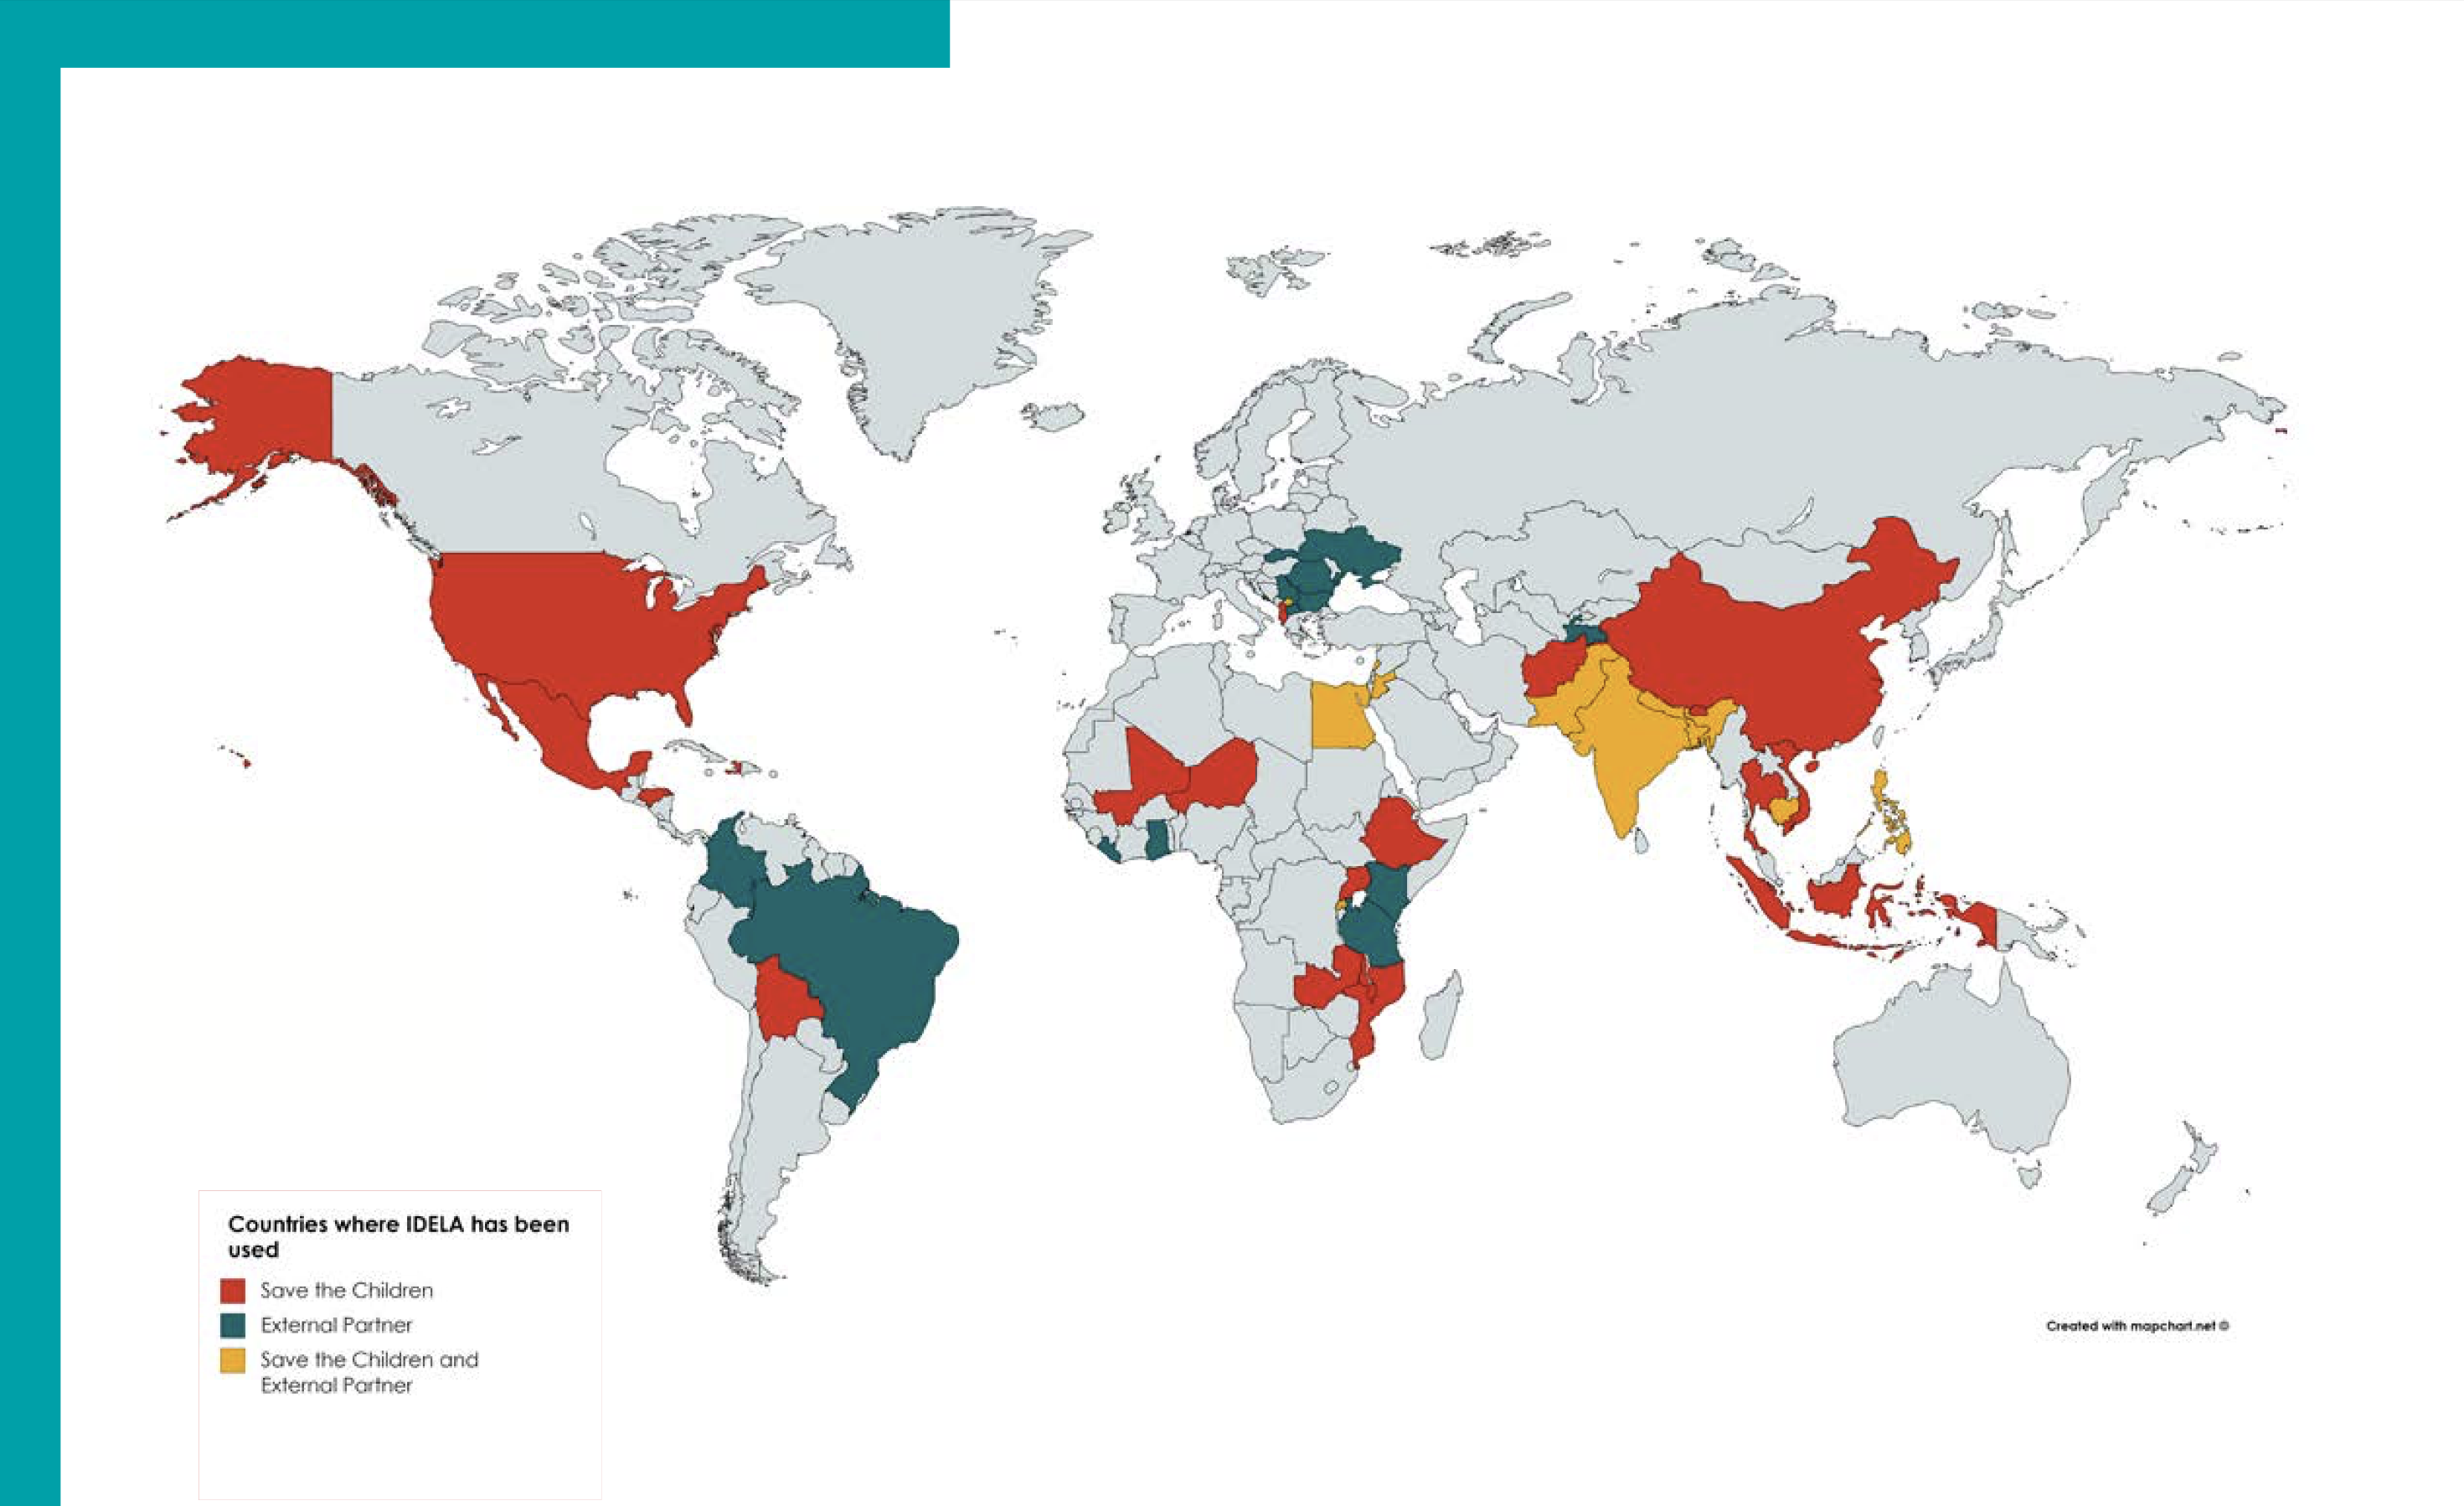 Countries where IDELA has been
used
Save the Children
External Partner
Save the Children and
External Partner
Created with mapchart.net ©